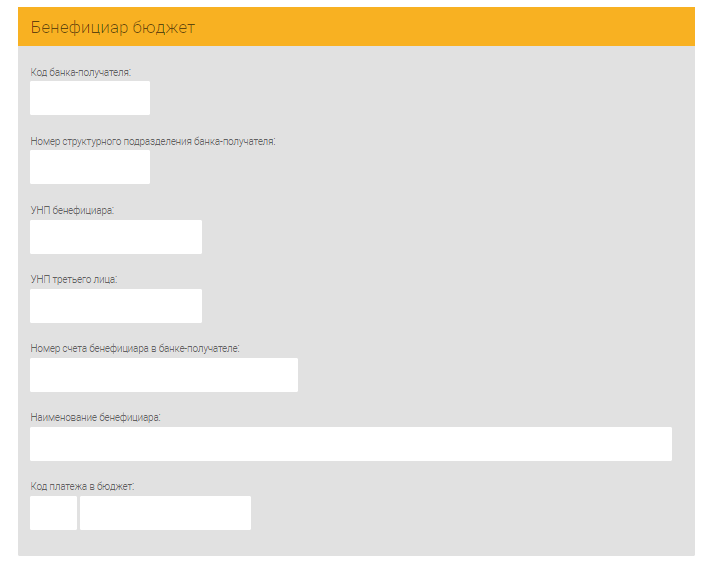 Бенефициар бюджет
Код банка-получателя:
Номер структурного подразделения банка-получателя:
УНП бенефициара:
УНП третьего лица:
Номер счета бенефициара в банке-получателе:
Наименование бенефициара:
Код платежа в бюджет: